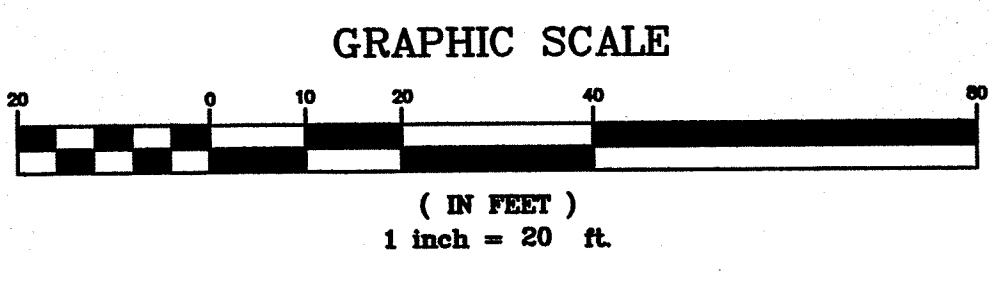 GRAPHIC SCALE
20 0 10 20 40 80
( IN FEET )
1 inch = 20 ft.